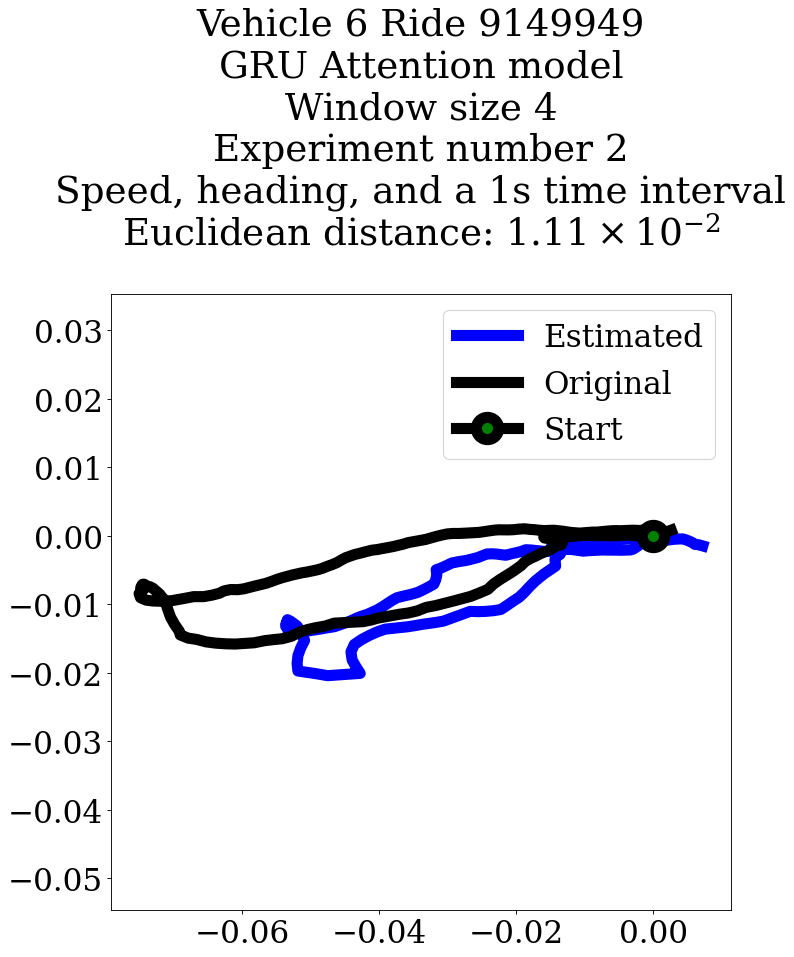 Vehicle 6 Ride 9149949
GRU Attention model
Window size 4
Experiment number 2
Speed, heading, and a 1s time interval
Euclidean distance: 1.11 × 10⁻²
Estimated
Original
Start
0.03
0.02
0.01
0.00
−0.01
−0.02
−0.03
−0.04
−0.05
−0.06 −0.04 −0.02 0.00